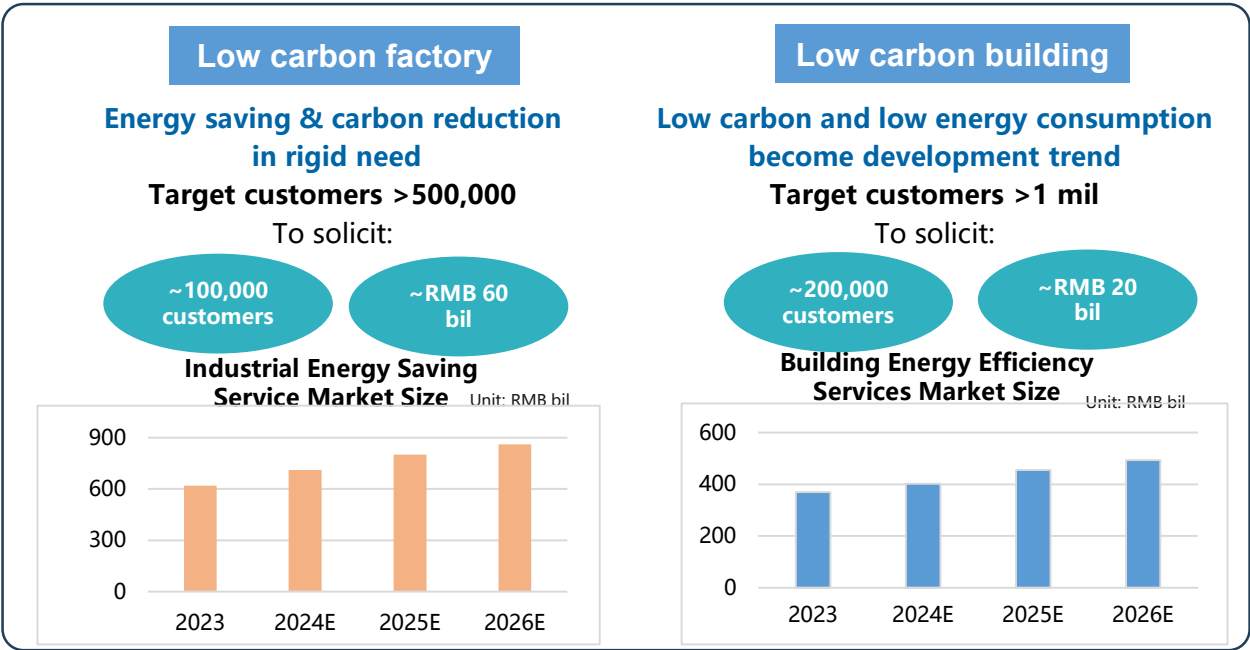 Low carbon factory
Energy saving & carbon reduction
in rigid need
Target customers >500,000
To solicit:
~100,000
customers
~RMB 60
bil
Industrial Energy Saving
Service Market Size
Unit: RMB bil
900
600
300
0
2023
2024E
2025E
2026E
Low carbon building
Low carbon and low energy consumption
become development trend
Target customers >1 mil
To solicit:
~200,000
customers
~RMB 20
bil
Building Energy Efficiency
Services Market Size
Unit: RMB bil
600
400
200
0
2023
2024E
2025E
2026E